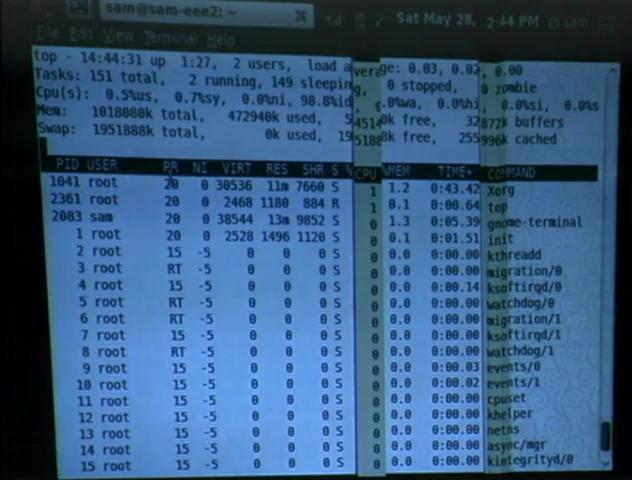 sam@sam-eee2: ~
Sat May 28, 2:44 PM sam
File Edit View Terminal Help
top - 14:44:31 up 1:27, 2 users, load average: 0.03, 0.02, 0.00
Tasks: 151 total, 2 running, 149 sleeping, 0 stopped, 0 zombie
Cpu(s): 0.5%us, 0.7%sy, 0.0%ni, 98.8%id, .0%wa, 0.0%hi, 0.0%si, 0.0%s
Mem: 1018080k total, 472940k used, 54514 0k free, 32872k buffers
Swap: 1951888k total, 0k used, 195188 8k free, 255996k cached
PID USER PR NI VIRT RES SHR S %CPU %MEM TIME+ COMMAND
1041 root 20 0 30536 11m 7660 S 1 1.2 0:43.42 Xorg
2361 root 20 0 2468 1180 884 R 1 0.1 0:00.64 top
2083 sam 20 0 38544 13m 9852 S 0 1.3 0:05.39 gnome-terminal
1 root 20 0 2528 1496 1120 S 0 0.1 0:01.51 init
2 root 15 -5 0 0 0 S 0 0.0 0:00.00 kthreadd
3 root RT -5 0 0 0 S 0 0.0 0:00.00 migration/0
4 root 15 -5 0 0 0 S 0 0.0 0:00.14 ksoftirqd/0
5 root RT -5 0 0 0 S 0 0.0 0:00.00 watchdog/0
6 root RT -5 0 0 0 S 0 0.0 0:00.00 migration/1
7 root 15 -5 0 0 0 S 0 0.0 0:00.00 ksoftirqd/1
8 root RT -5 0 0 0 S 0 0.0 0:00.00 watchdog/1
9 root 15 -5 0 0 0 S 0 0.0 0:00.03 events/0
10 root 15 -5 0 0 0 S 0 0.0 0:00.02 events/1
11 root 15 -5 0 0 0 S 0 0.0 0:00.00 cpuset
12 root 15 -5 0 0 0 S 0 0.0 0:00.00 khelper
13 root 15 -5 0 0 0 S 0 0.0 0:00.00 netns
14 root 15 -5 0 0 0 S 0 0.0 0:00.00 async/mgr
15 root 15 -5 0 0 0 S 0 0.0 0:00.00 kintegrityd/0